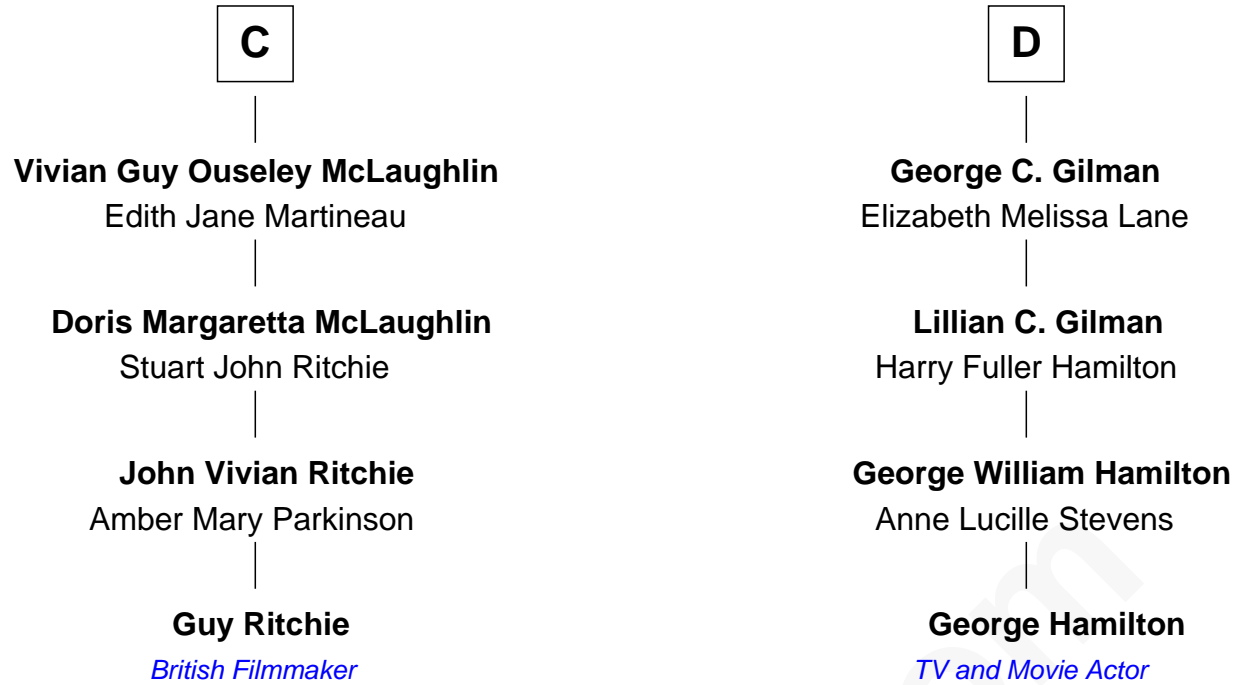 C
Vivian Guy Ouseley McLaughlin
Edith Jane Martineau
Doris Margaretta McLaughlin
Stuart John Ritchie
John Vivian Ritchie
Amber Mary Parkinson
Guy Ritchie
British Filmmaker
D
George C. Gilman
Elizabeth Melissa Lane
Lillian C. Gilman
Harry Fuller Hamilton
George William Hamilton
Anne Lucille Stevens
George Hamilton
TV and Movie Actor